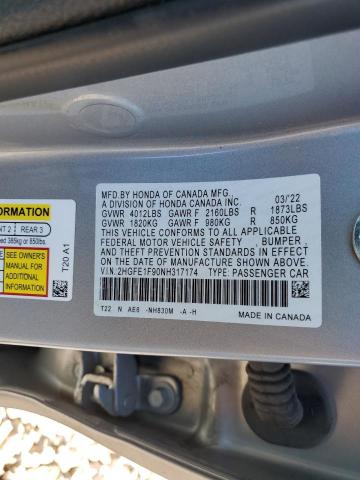 MFD.BY HONDA OF CANADA MFG.,
A DIVISION OF HONDA CANADA INC. 03/'22
GVWR 4012LBS GAWR F 2160LBS R 1873LBS
GVWR 1820KG GAWR F 980KG R 850KG
THIS VEHICLE CONFORMS TO ALL APPLICABLE
FEDERAL MOTOR VEHICLE SAFETY , BUMPER ,
AND THEFT PREVENTION STANDARDS IN EFFECT ON
THE DATE OF MANUFACTURE SHOWN ABOVE.
V.I.N. 2HGFE1F90NH317174 TYPE: PASSENGER CAR
T22 N AE6 -NH830M -A -H
MADE IN CANADA
FORMATION
NT 2 REAR 3
ed 385kg or 850lbs.
SEE OWNER'S
MANUAL FOR
ADDITIONAL
INFORMATION
T20 A1